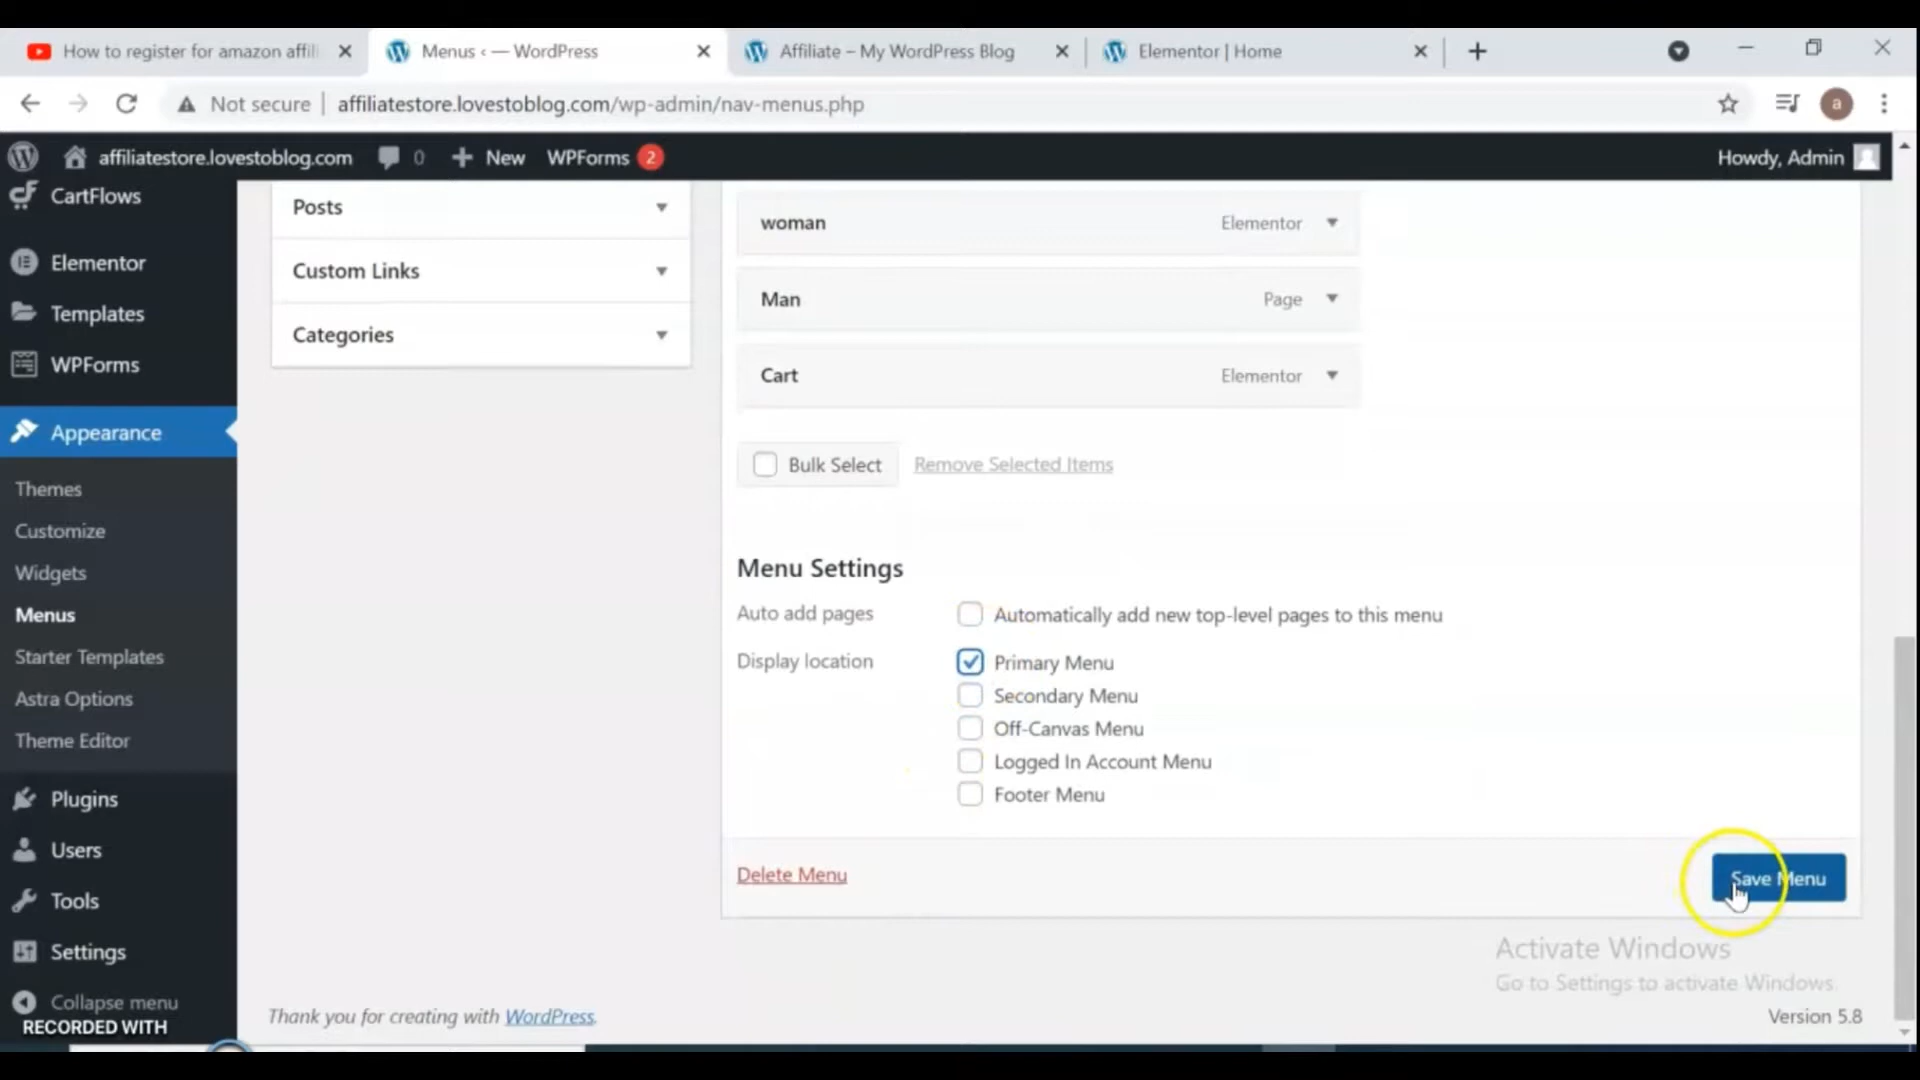 How to register for amazon affili
Menus ‹ — WordPress
Affiliate – My WordPress Blog
Elementor | Home
Not secure
affiliatestore.lovestoblog.com/wp-admin/nav-menus.php
a
affiliatestore.lovestoblog.com
0
New
WPForms 2
Howdy, Admin
CartFlows
Elementor
Templates
WPForms
Appearance
Themes
Customize
Widgets
Menus
Starter Templates
Astra Options
Theme Editor
Plugins
Users
Tools
Settings
Collapse menu
RECORDED WITH
Posts
Custom Links
Categories
woman Elementor
Man Page
Cart Elementor
Bulk Select Remove Selected Items
Menu Settings
Auto add pages Automatically add new top-level pages to this menu
Display location Primary Menu
Secondary Menu
Off-Canvas Menu
Logged In Account Menu
Footer Menu
Delete Menu
Save Menu
Activate Windows
Go to Settings to activate Windows.
Thank you for creating with WordPress.
Version 5.8